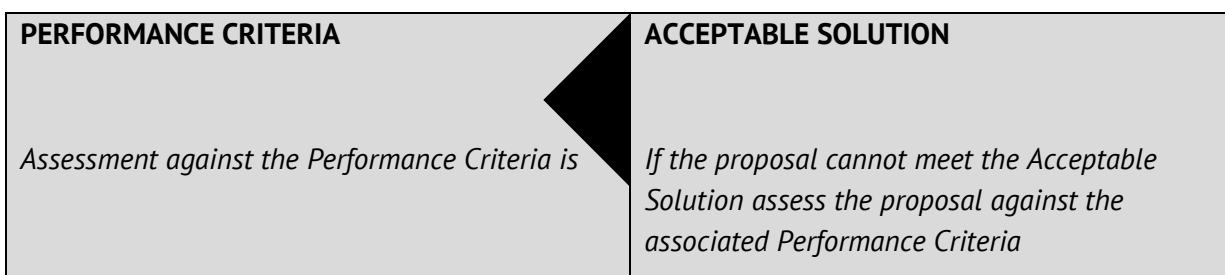 PERFORMANCE CRITERIA
Assessment against the Performance Criteria is
ACCEPTABLE SOLUTION
If the proposal cannot meet the Acceptable
Solution assess the proposal against the
associated Performance Criteria